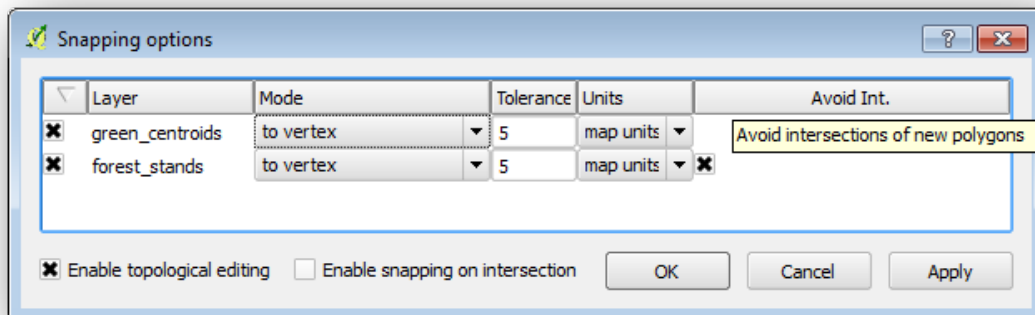 Snapping options
Layer Mode Tolerance Units Avoid Int.
green_centroids to vertex 5 map units Avoid intersections of new polygons
forest_stands to vertex 5 map units
Enable topological editing Enable snapping on intersection OK Cancel Apply